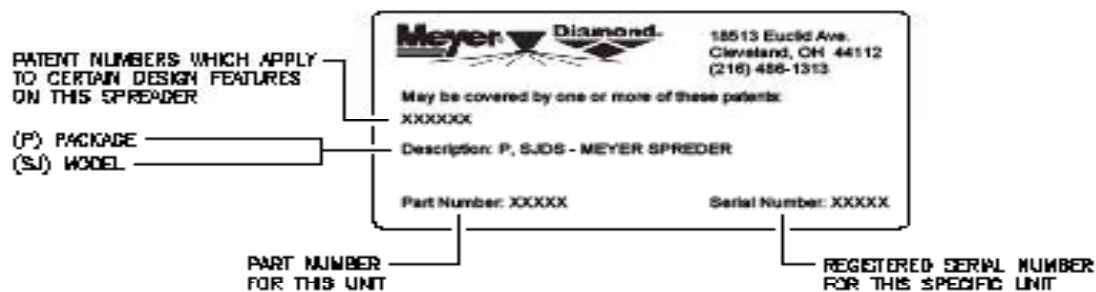 PATENT NUMBERS WHICH APPLY
TO CERTAIN DESIGN FEATURES
ON THIS SPREADER
(P) PACKAGE
(SJ) MODEL
Meyer Diamond
18513 Euclid Ave.
Cleveland, OH 44112
(216) 486-1313
May be covered by one or more of these patents:
XXXXXX
Description: P, SJDS - MEYER SPREDER
Part Number: XXXXX
Serial Number: XXXXX
PART NUMBER
FOR THIS UNIT
REGISTERED SERIAL NUMBER
FOR THIS SPECIFIC UNIT